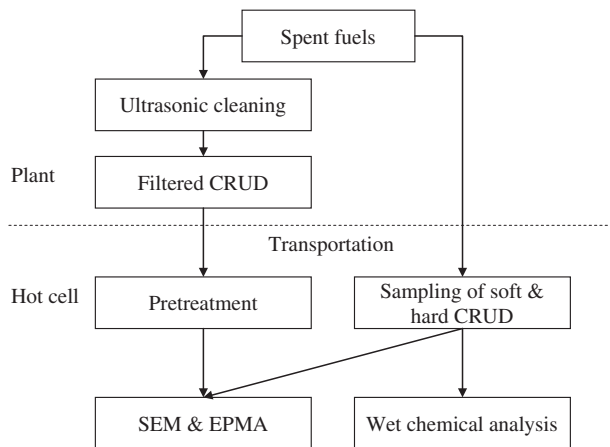 Spent fuels
Ultrasonic cleaning
Plant
Filtered CRUD
Transportation
Hot cell
Pretreatment
Sampling of soft &
hard CRUD
SEM & EPMA
Wet chemical analysis